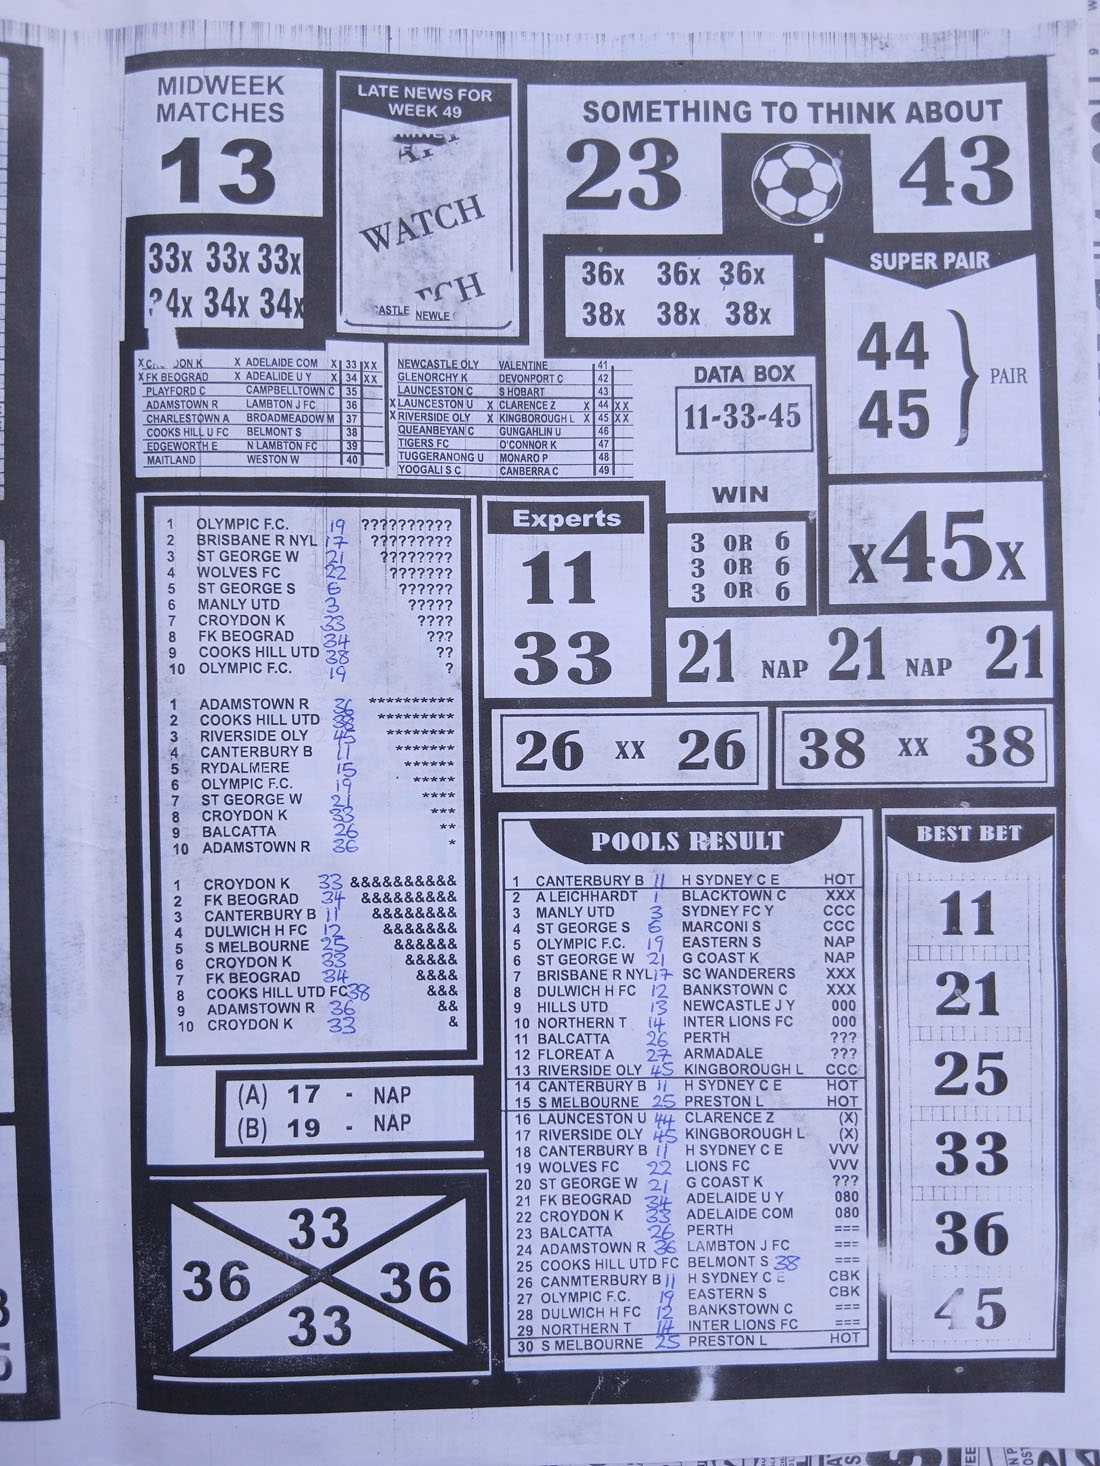 MIDWEEK
MATCHES
13
LATE NEWS FOR
WEEK 49
WATCH
SOMETHING TO THINK ABOUT
23 43
33x 33x 33x
34x 34x 34x
36x 36x 36x
38x 38x 38x
SUPER PAIR
44
45
PAIR
X ADELAIDE COM X 33 XX
X FK BEOGRAD X ADEALIDE U Y X 34 XX
PLAYFORD C CAMPBELLTOWN C 35
ADAMSTOWN R LAMBTON J FC 36
CHARLESTOWN A BROADMEADOW M 37
COOKS HILL U FC BELMONT S 38
EDGEWORTH E N LAMBTON FC 39
MAITLAND WESTON W 40
NEWCASTLE OLY VALENTINE 41
GLENORCHY K DEVONPORT C 42
LAUNCESTON C S HOBART 43
X LAUNCESTON U X CLARENCE Z X 44 XX
X RIVERSIDE OLY X KINGBOROUGH L X 45 XX
QUEANBEYAN C GUNGAHLIN U 46
TIGERS FC O'CONNOR K 47
TUGGERANONG U MONARO P 48
YOOGALI S C CANBERRA C 49
DATA BOX
11-33-45
WIN
3 OR 6
3 OR 6
3 OR 6
x45x
1 OLYMPIC F.C. 19 ??????????
2 BRISBANE R NYL 17 ?????????
3 ST GEORGE W 21 ????????
4 WOLVES FC 22 ???????
5 ST GEORGE S 6 ??????
6 MANLY UTD 3 ?????
7 CROYDON K 33 ????
8 FK BEOGRAD 34 ???
9 COOKS HILL UTD 38 ??
10 OLYMPIC F.C. 19 ?
1 ADAMSTOWN R 36 **********
2 COOKS HILL UTD 38 *********
3 RIVERSIDE OLY 45 ********
4 CANTERBURY B 11 *******
5 RYDALMERE 15 ******
6 OLYMPIC F.C. 19 *****
7 ST GEORGE W 21 ****
8 CROYDON K 33 ***
9 BALCATTA 26 **
10 ADAMSTOWN R 36 *
1 CROYDON K 33 &&&&&&&&&&
2 FK BEOGRAD 34 &&&&&&&&&
3 CANTERBURY B 11 &&&&&&&&
4 DULWICH H FC 12 &&&&&&&
5 S MELBOURNE 25 &&&&&&
6 CROYDON K 33 &&&&&
7 FK BEOGRAD 34 &&&&
8 COOKS HILL UTD FC 38 &&&
9 ADAMSTOWN R 36 &&
10 CROYDON K 33 &
Experts
11
33
21 NAP 21 NAP 21
26 XX 26
38 XX 38
(A) 17 - NAP
(B) 19 - NAP
33
36 36
33
POOLS RESULT
1 CANTERBURY B 11 H SYDNEY C E HOT
2 A LEICHHARDT 1 BLACKTOWN C XXX
3 MANLY UTD 3 SYDNEY FC Y CCC
4 ST GEORGE S 6 MARCONI S CCC
5 OLYMPIC F.C. 19 EASTERN S NAP
6 ST GEORGE W 21 G COAST K NAP
7 BRISBANE R NYL 17 SC WANDERERS XXX
8 DULWICH H FC 12 BANKSTOWN C XXX
9 HILLS UTD 13 NEWCASTLE J Y 000
10 NORTHERN T 14 INTER LIONS FC 000
11 BALCATTA 26 PERTH ???
12 FLOREAT A 27 ARMADALE ???
13 RIVERSIDE OLY 45 KINGBOROUGH L CCC
14 CANTERBURY B 11 H SYDNEY C E HOT
15 S MELBOURNE 25 PRESTON L HOT
16 LAUNCESTON U 44 CLARENCE Z (X)
17 RIVERSIDE OLY 45 KINGBOROUGH L (X)
18 CANTERBURY B 11 H SYDNEY C E VVV
19 WOLVES FC 22 LIONS FC VVV
20 ST GEORGE W 21 G COAST K ???
21 FK BEOGRAD 34 ADELAIDE U Y 080
22 CROYDON K 33 ADELAIDE COM 080
23 BALCATTA 26 PERTH ===
24 ADAMSTOWN R 36 LAMBTON J FC ===
25 COOKS HILL UTD FC BELMONT S 38 ===
26 CANMTERBURY B 11 H SYDNEY C E CBK
27 OLYMPIC F.C. 19 EASTERN S CBK
28 DULWICH H FC 12 BANKSTOWN C ===
29 NORTHERN T 14 INTER LIONS FC ===
30 S MELBOURNE 25 PRESTON L HOT
BEST BET
11
21
25
33
36
45